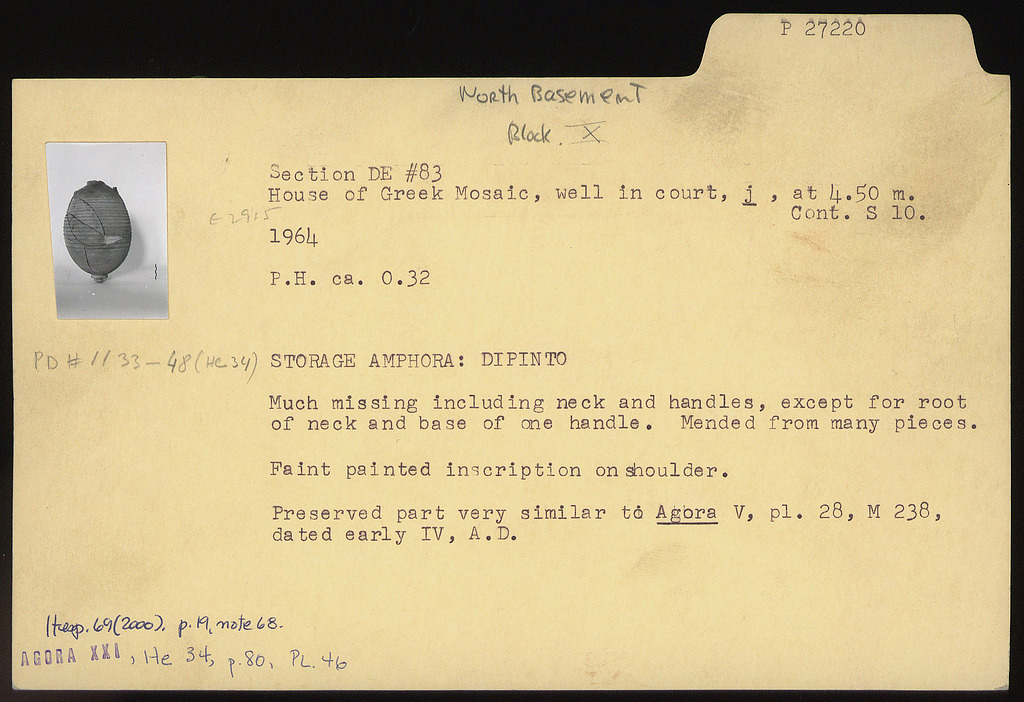 P 27220
North Basement
Block X
Section DE #83
House of Greek Mosaic, well in court, j , at 4.50 m.
Cont. S 10.
E 2915
1964
P.H. ca. 0.32
PD # 1133-48 (He 34)
STORAGE AMPHORA: DIPINTO
Much missing including neck and handles, except for root
of neck and base of one handle. Mended from many pieces.
Faint painted inscription on shoulder.
Preserved part very similar to Agora V, pl. 28, M 238,
dated early IV, A.D.
Hesp. 69(2000). p.19, note 68.
AGORA XXI, He 34, p.80, PL.46